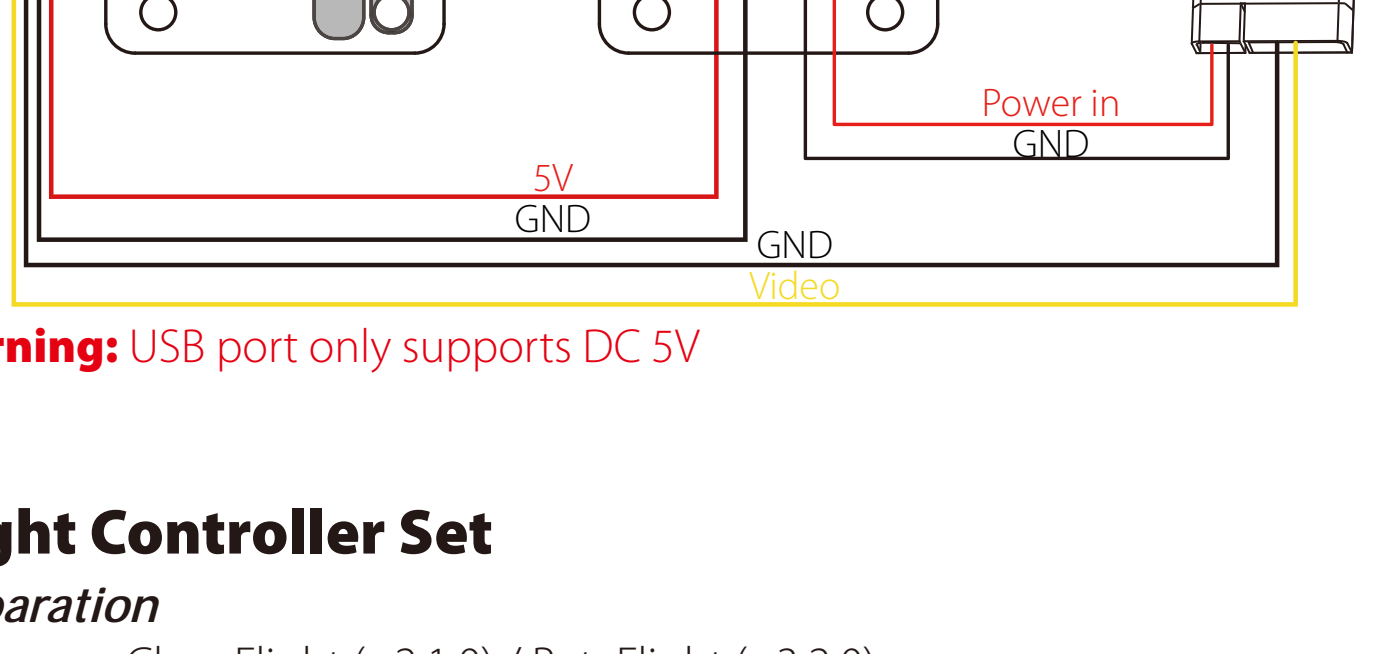 Power in
GND
5V
GND
GND
Video
rning: USB port only supports DC 5V
ght Controller Set
paration